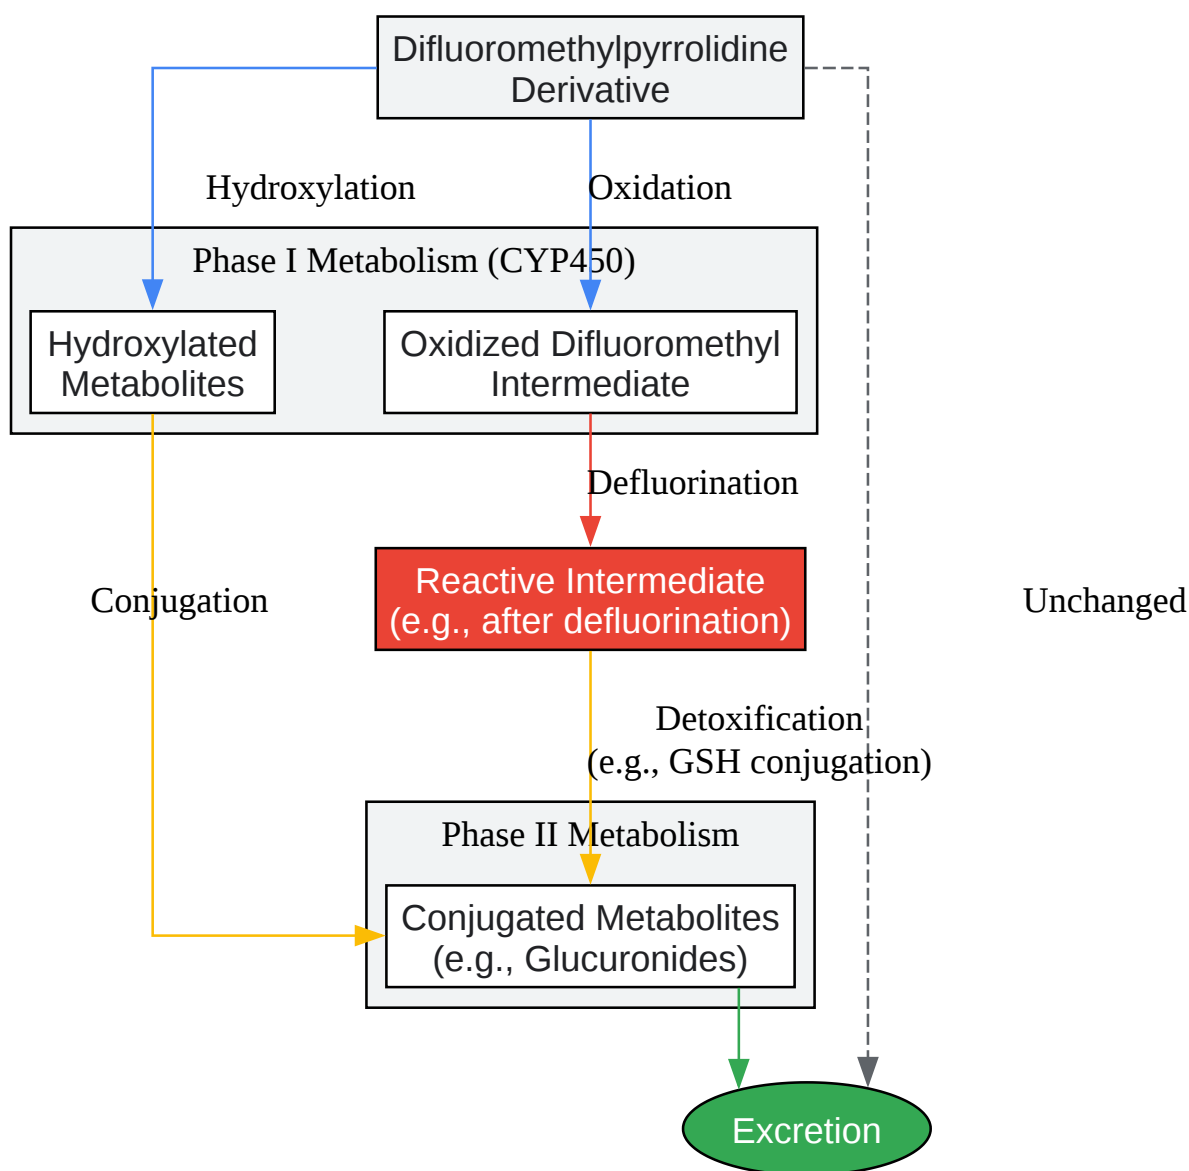 Difluoromethylpyrrolidine
Derivative
Hydroxylation
Oxidation
Phase I Metabolism (CYP450)
Hydroxylated
Metabolites
Oxidized Difluoromethyl
Intermediate
Defluorination
Reactive Intermediate
(e.g., after defluorination)
Conjugation
Unchanged
Detoxification
(e.g., GSH conjugation)
Phase II Metabolism
Conjugated Metabolites
(e.g., Glucuronides)
Excretion